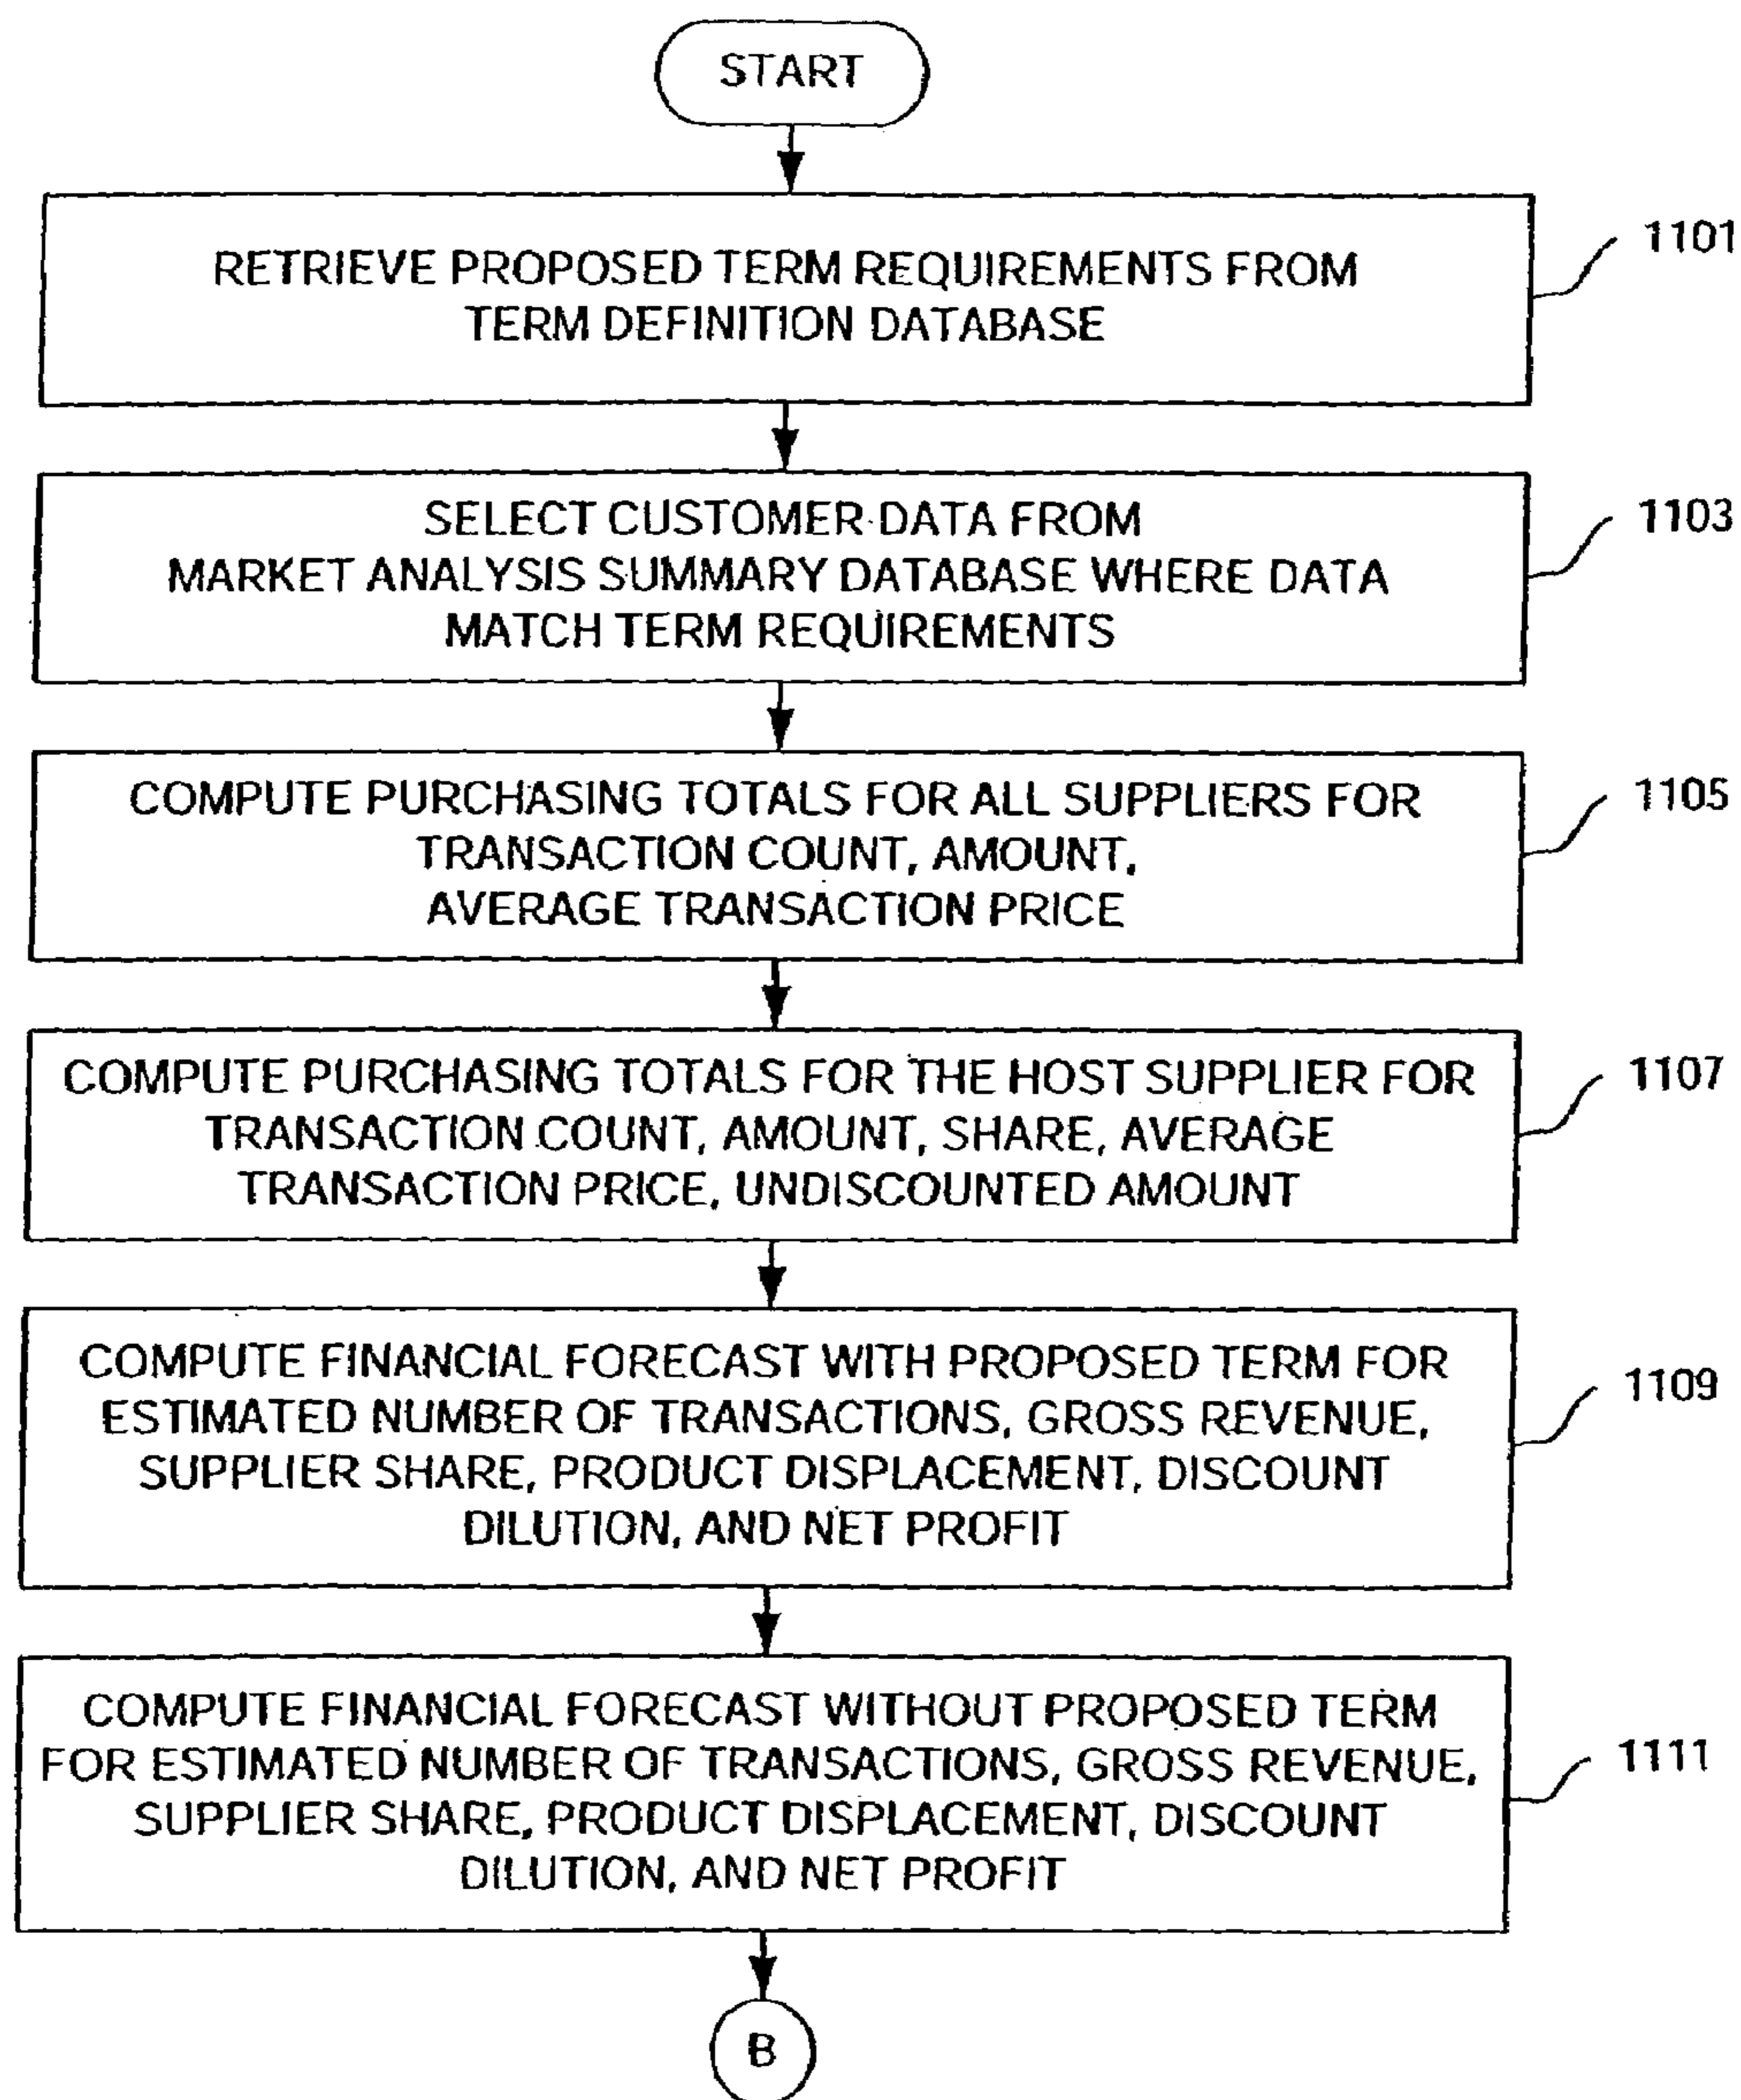 START
RETRIEVE PROPOSED TERM REQUIREMENTS FROM
TERM DEFINITION DATABASE
1101
SELECT CUSTOMER DATA FROM
MARKET ANALYSIS SUMMARY DATABASE WHERE DATA
MATCH TERM REQUIREMENTS
1103
COMPUTE PURCHASING TOTALS FOR ALL SUPPLIERS FOR
TRANSACTION COUNT, AMOUNT,
AVERAGE TRANSACTION PRICE
1105
COMPUTE PURCHASING TOTALS FOR THE HOST SUPPLIER FOR
TRANSACTION COUNT, AMOUNT, SHARE, AVERAGE
TRANSACTION PRICE, UNDISCOUNTED AMOUNT
1107
COMPUTE FINANCIAL FORECAST WITH PROPOSED TERM FOR
ESTIMATED NUMBER OF TRANSACTIONS, GROSS REVENUE,
SUPPLIER SHARE, PRODUCT DISPLACEMENT, DISCOUNT
DILUTION, AND NET PROFIT
1109
COMPUTE FINANCIAL FORECAST WITHOUT PROPOSED TERM
FOR ESTIMATED NUMBER OF TRANSACTIONS, GROSS REVENUE,
SUPPLIER SHARE, PRODUCT DISPLACEMENT, DISCOUNT
DILUTION, AND NET PROFIT
1111
B